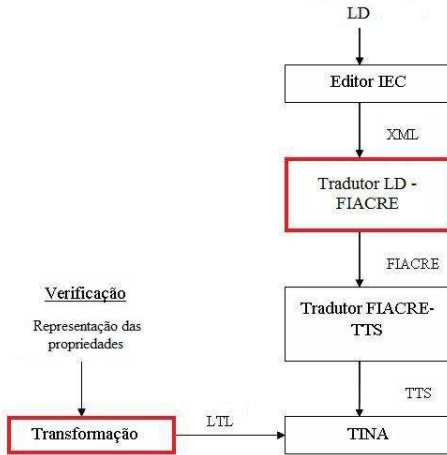 LD
Editor IEC
XML
Tradutor LD -
FIACRE
FIACRE
Verificação
Representação das
propriedades
Tradutor FIACRE-
TTS
TTS
Transformação
LTL
TINA